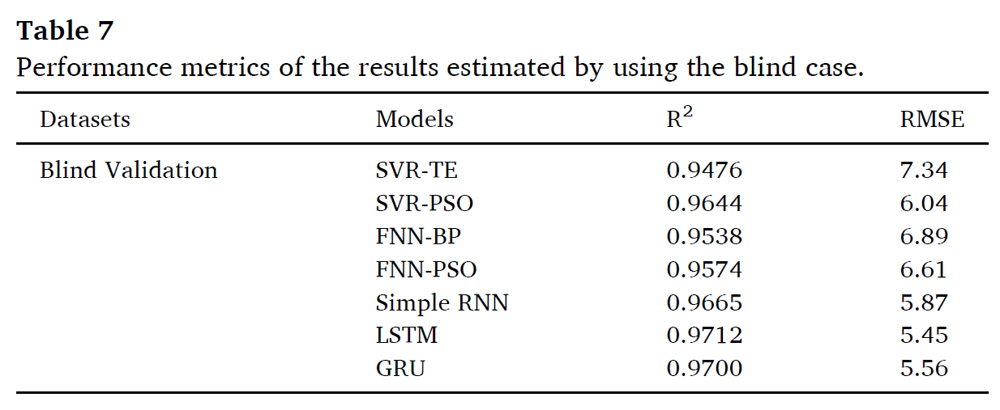 Table 7
Performance metrics of the results estimated by using the blind case.
Datasets Models R² RMSE
Blind Validation SVR-TE 0.9476 7.34
SVR-PSO 0.9644 6.04
FNN-BP 0.9538 6.89
FNN-PSO 0.9574 6.61
Simple RNN 0.9665 5.87
LSTM 0.9712 5.45
GRU 0.9700 5.56